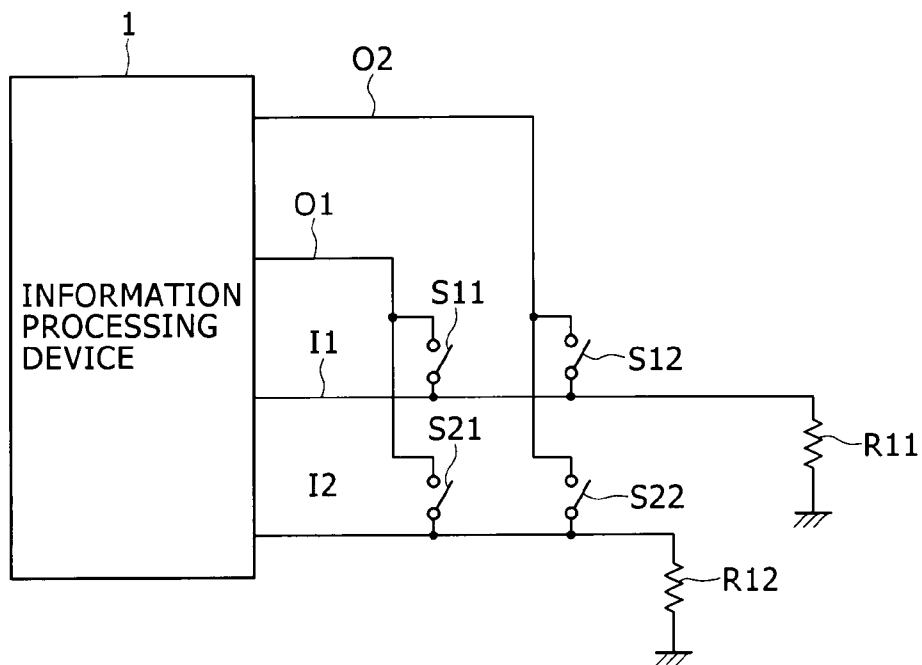 1
O2
O1
INFORMATION
PROCESSING
DEVICE
S11
I1
S12
S21
R11
I2
S22
R12